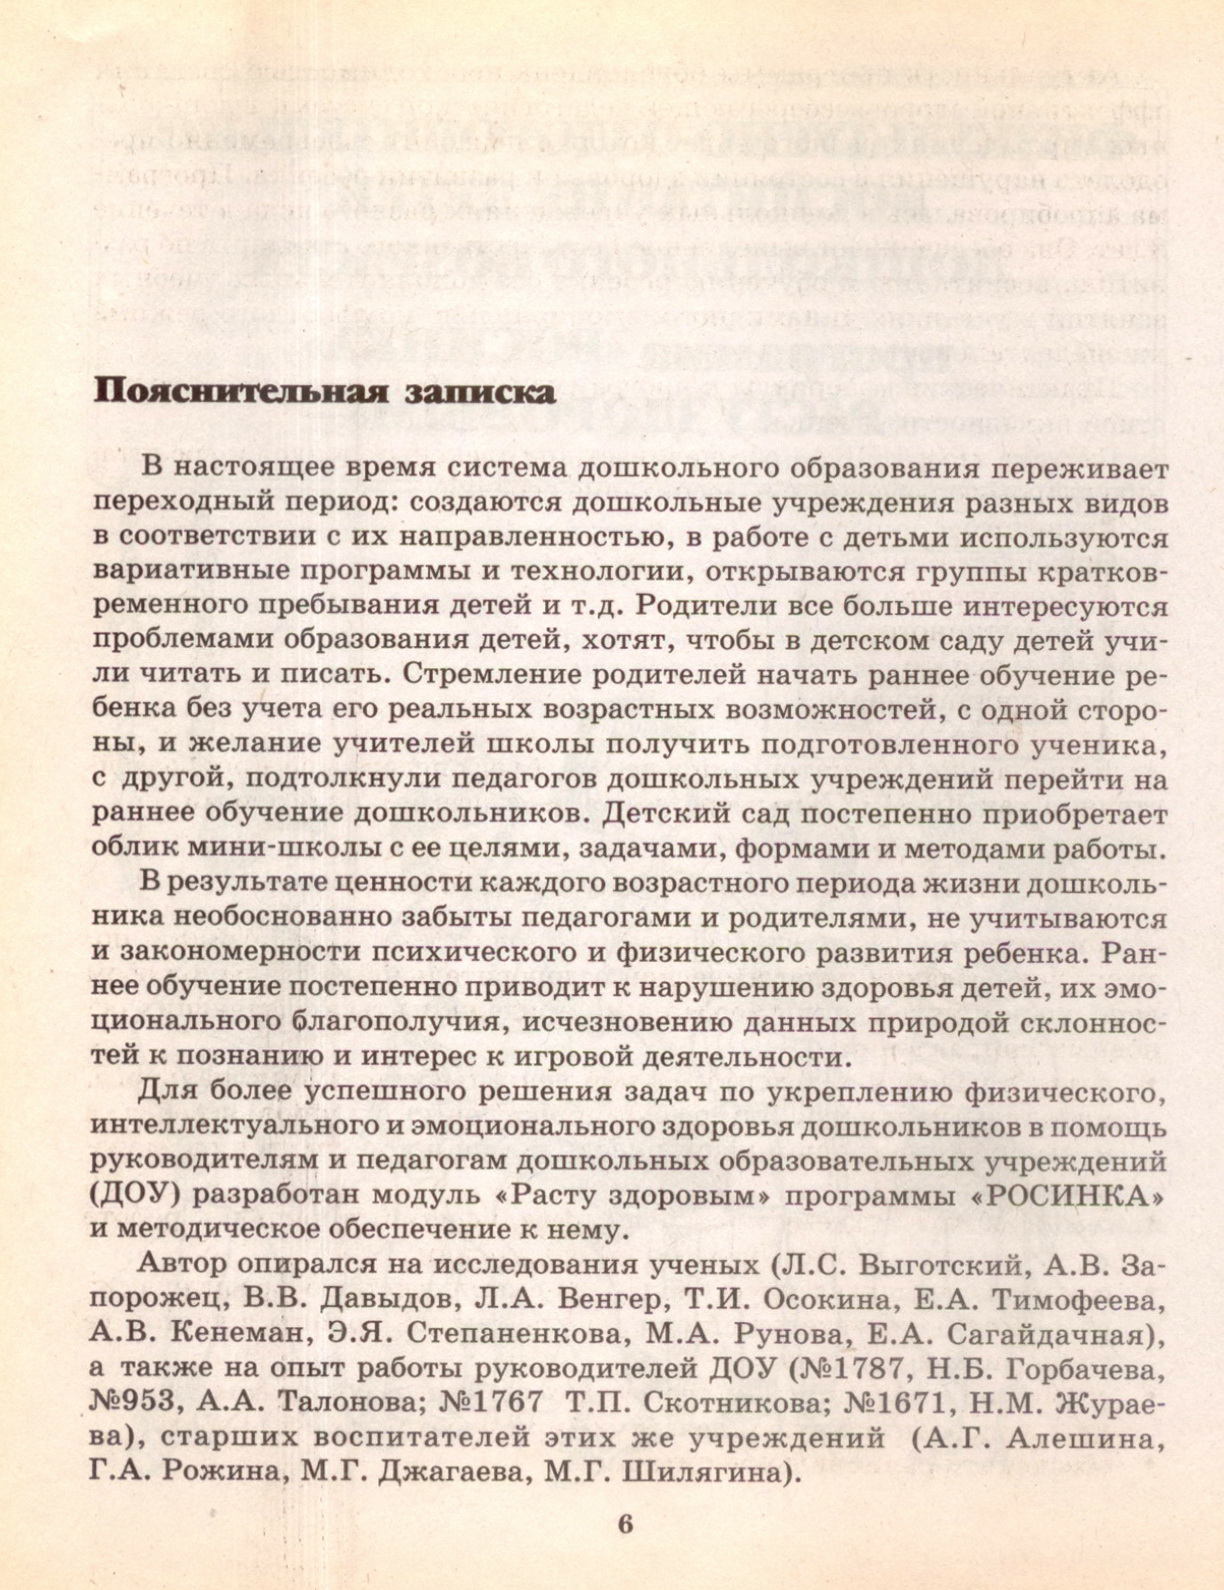 Пояснительная записка
В настоящее время система дошкольного образования переживает
переходный период: создаются дошкольные учреждения разных видов
в соответствии с их направленностью, в работе с детьми используются
вариативные программы и технологии, открываются группы кратков-
ременного пребывания детей и т.д. Родители все больше интересуются
проблемами образования детей, хотят, чтобы в детском саду детей учи-
ли читать и писать. Стремление родителей начать раннее обучение ре-
бенка без учета его реальных возрастных возможностей, с одной сторо-
ны, и желание учителей школы получить подготовленного ученика,
с другой, подтолкнули педагогов дошкольных учреждений перейти на
раннее обучение дошкольников. Детский сад постепенно приобретает
облик мини-школы с ее целями, задачами, формами и методами работы.
В результате ценности каждого возрастного периода жизни дошколь-
ника необоснованно забыты педагогами и родителями, не учитываются
и закономерности психического и физического развития ребенка. Ран-
нее обучение постепенно приводит к нарушению здоровья детей, их эмо-
ционального благополучия, исчезновению данных природой склоннос-
тей к познанию и интерес к игровой деятельности.
Для более успешного решения задач по укреплению физического,
интеллектуального и эмоционального здоровья дошкольников в помощь
руководителям и педагогам дошкольных образовательных учреждений
(ДОУ) разработан модуль «Расту здоровым» программы «РОСИНКА»
и методическое обеспечение к нему.
Автор опирался на исследования ученых (Л.С. Выготский, А.В. За-
порожец, В.В. Давыдов, Л.А. Венгер, Т.И. Осокина, Е.А. Тимофеева,
А.В. Кенеман, Э.Я. Степаненкова, М.А. Рунова, Е.А. Сагайдачная),
а также на опыт работы руководителей ДОУ (№1787, Н.Б. Горбачева,
№953, А.А. Талонова; №1767 Т.П. Скотникова; №1671, Н.М. Жураe-
ва), старших воспитателей этих же учреждений (А.Г. Алешина,
Г.А. Рожина, М.Г. Джагаева, М.Г. Шилягина).
6